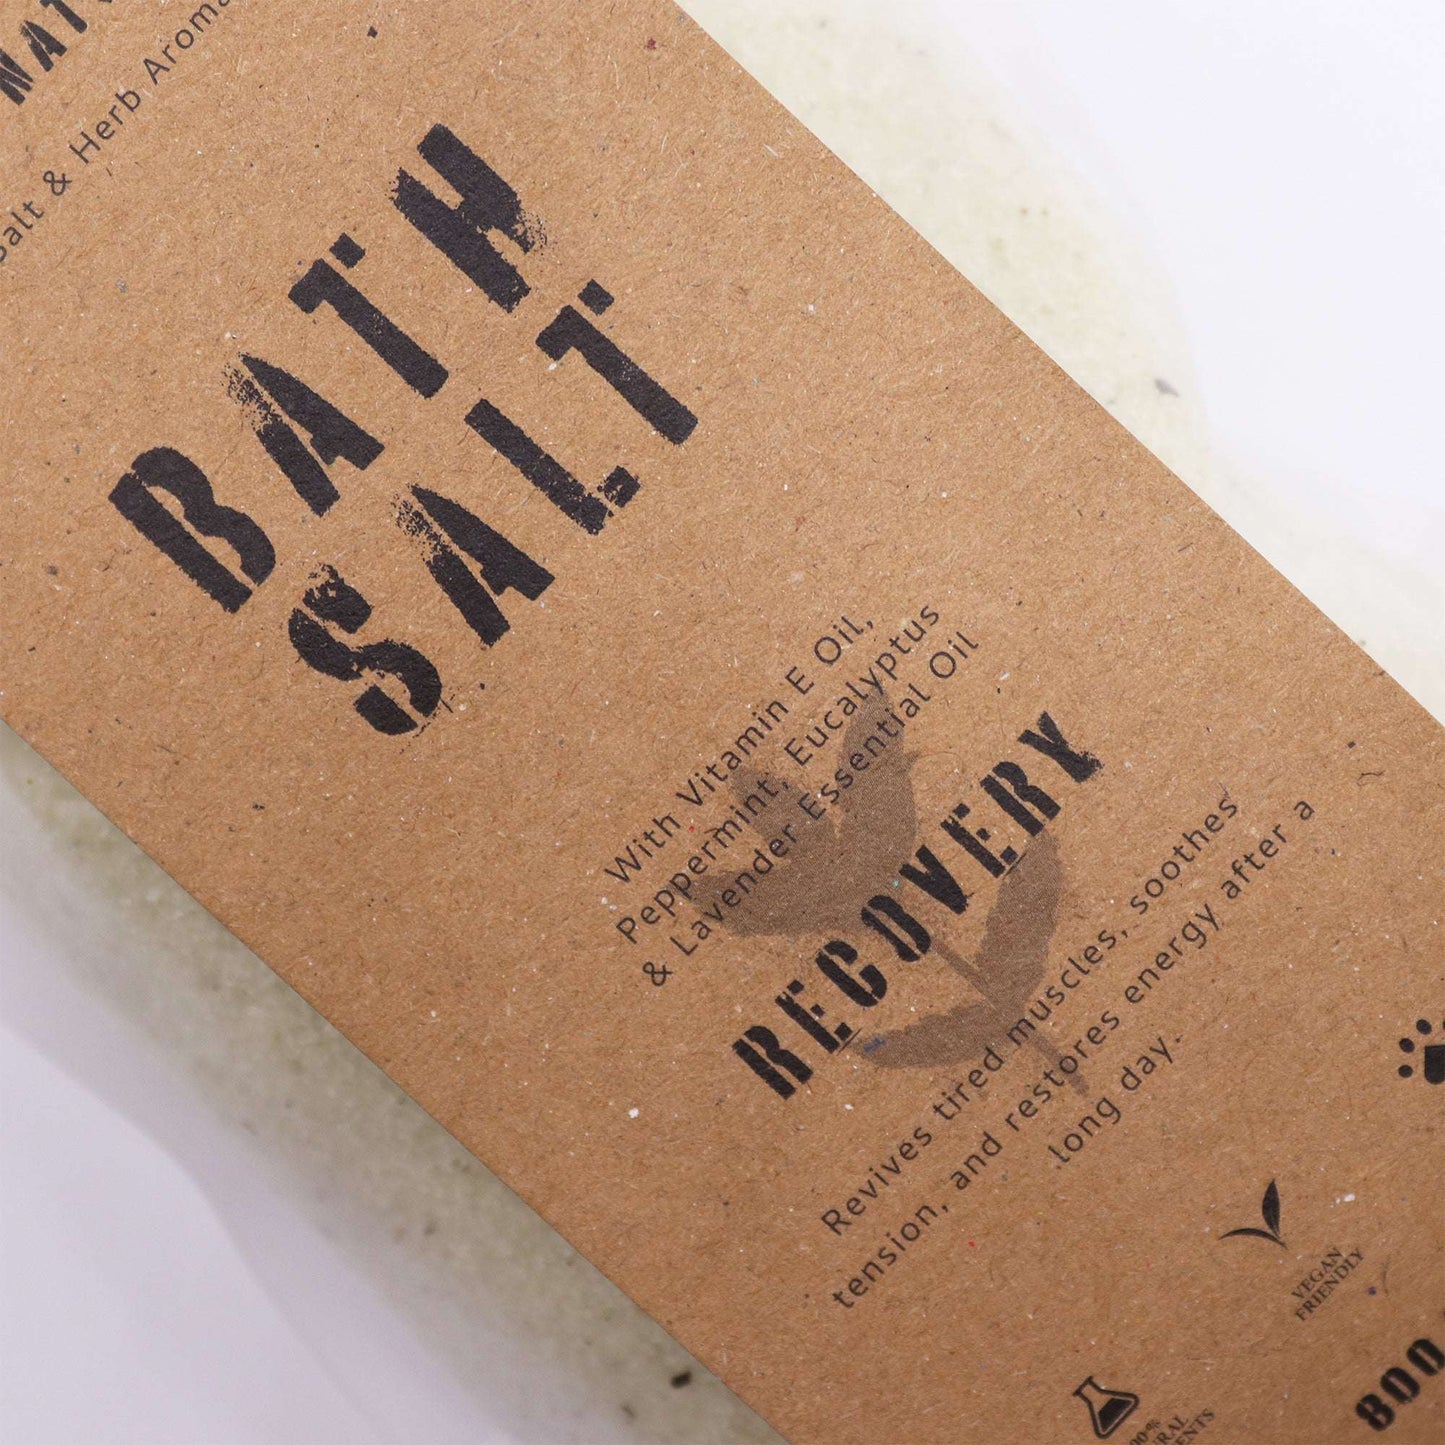 Salt & Herb
BATH
SALT
With Vitamin E Oil,
Peppermint, Eucalyptus
& Lavender Essential Oil
RECOVERY
Revives tired muscles, soothes
tension, and restores energy after a
long day.
VEGAN
FRIENDLY
800